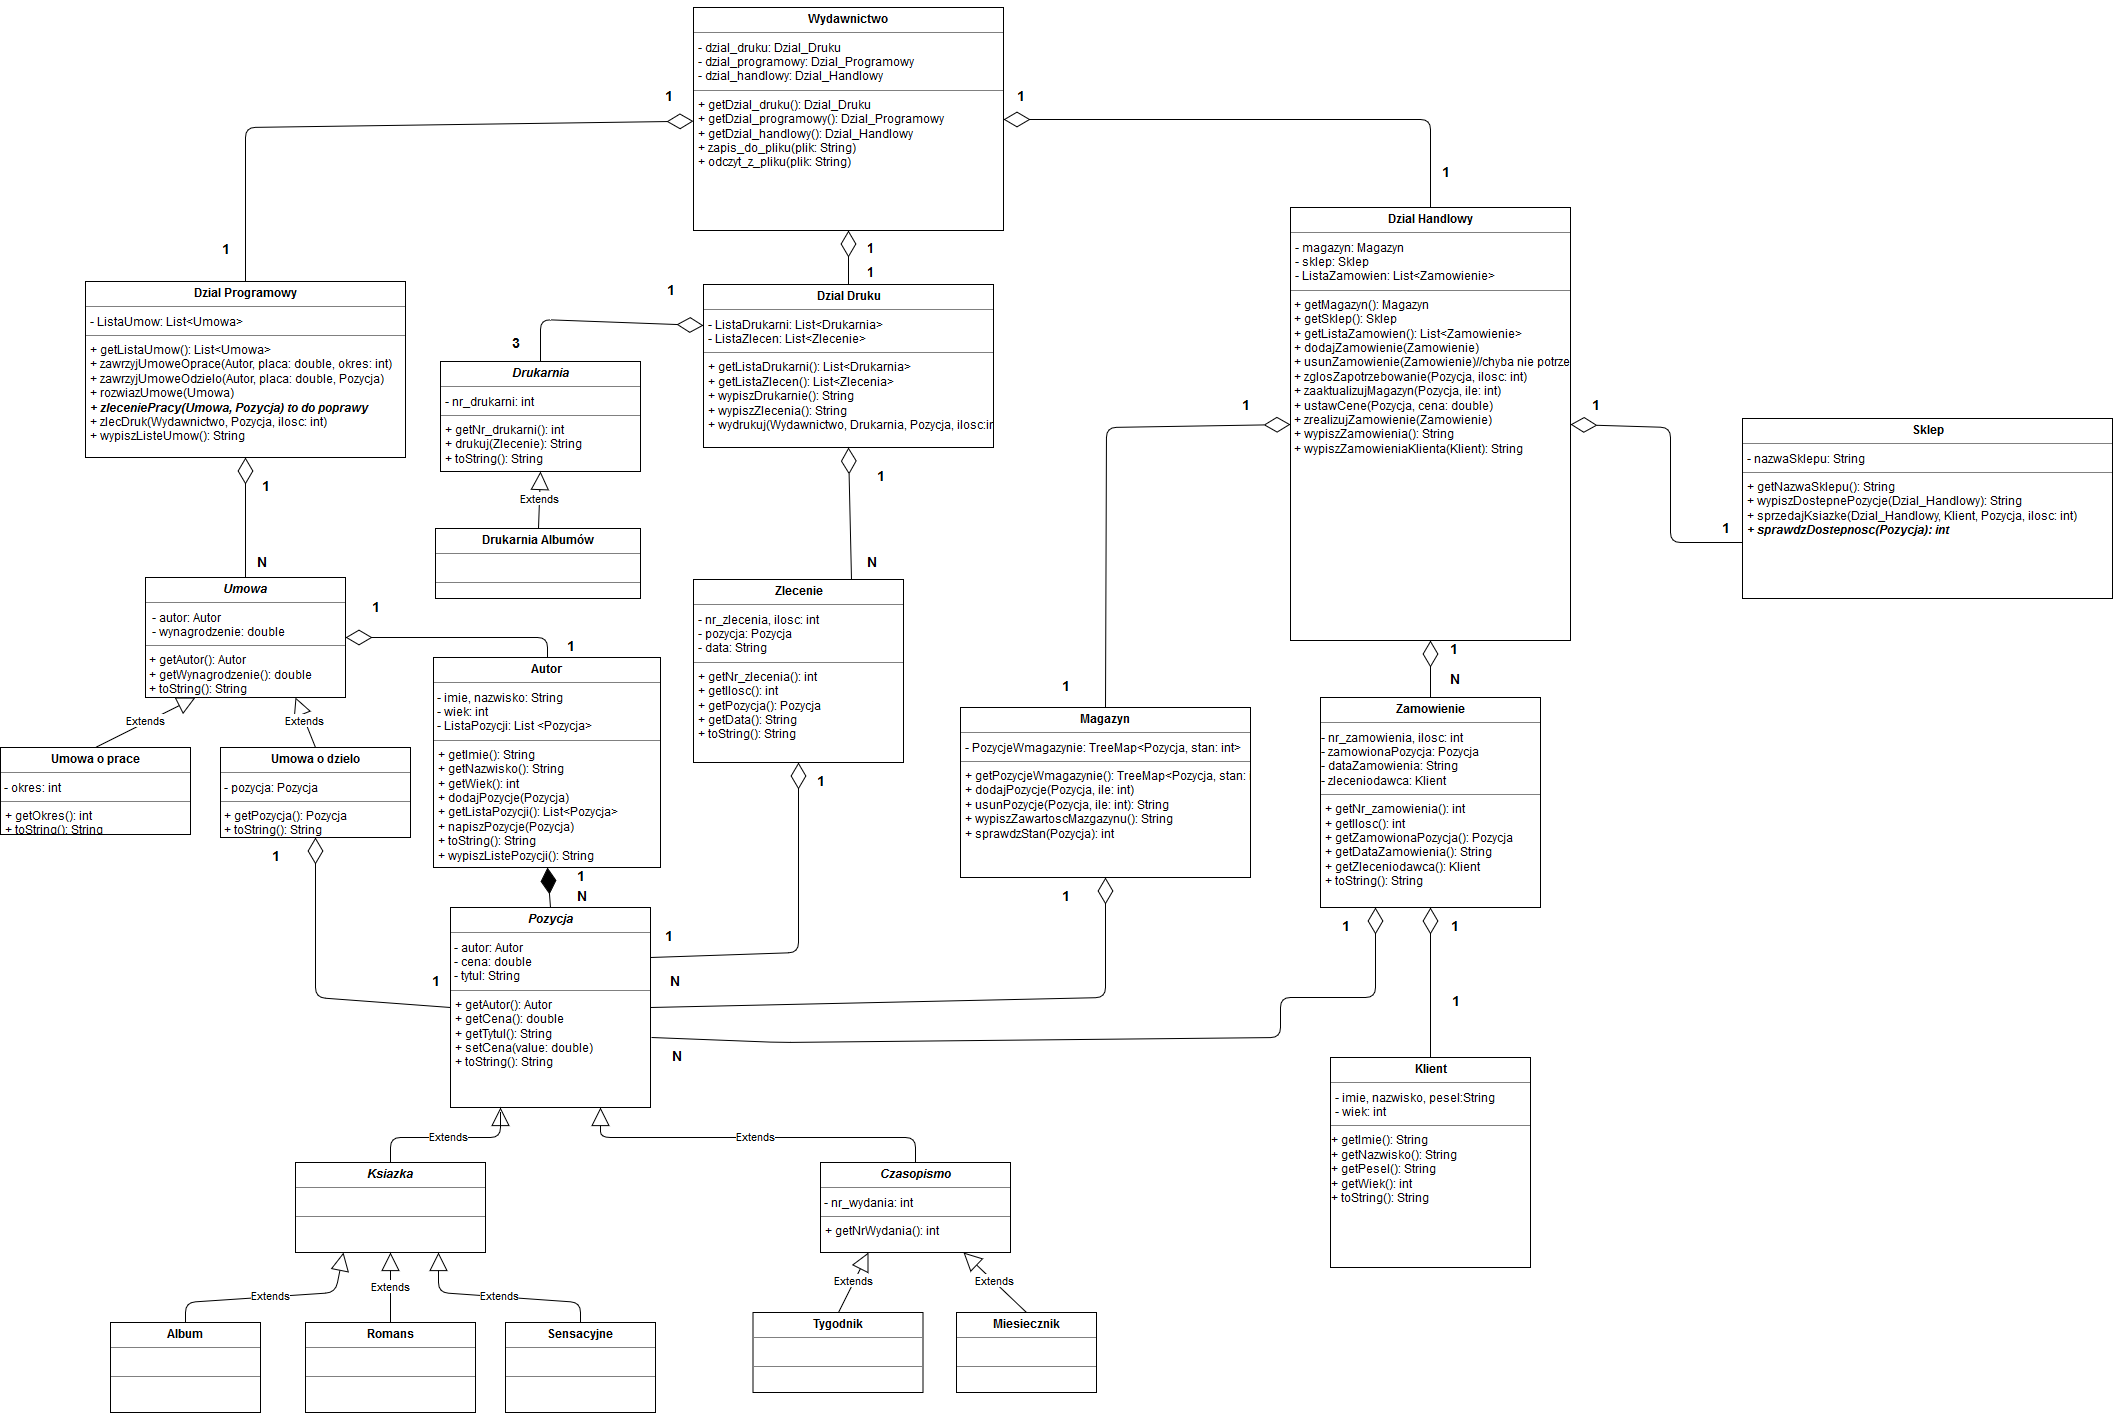 Wydawnictwo
- dzial_druku: Dzial_Druku
- dzial_programowy: Dzial_Programowy
- dzial_handlowy: Dzial_Handlowy
+ getDzial_druku(): Dzial_Druku
+ getDzial_programowy(): Dzial_Programowy
+ getDzial_handlowy(): Dzial_Handlowy
+ zapis_do_pliku(plik: String)
+ odczyt_z_pliku(plik: String)
1
1
1
1
1
1
Dzial Programowy
- ListaUmow: List<Umowa>
+ getListaUmow(): List<Umowa>
+ zawrzyjUmoweOprace(Autor, placa: double, okres: int)
+ zawrzyjUmoweOdzielo(Autor, placa: double, Pozycja)
+ rozwiazUmowe(Umowa)
+ zleceniePracy(Umowa, Pozycja) to do poprawy
+ zlecDruk(Wydawnictwo, Pozycja, ilosc: int)
+ wypiszListeUmow(): String
1
N
Dzial Druku
- ListaDrukarni: List<Drukarnia>
- ListaZlecen: List<Zlecenie>
+ getListaDrukarni(): List<Drukarnia>
+ getListaZlecen(): List<Zlecenia>
+ wypiszDrukarnie(): String
+ wypiszZlecenia(): String
+ wydrukuj(Wydawnictwo, Drukarnia, Pozycja, ilosc:in
1
3
1
N
Drukarnia
- nr_drukarni: int
+ getNr_drukarni(): int
+ drukuj(Zlecenie): String
+ toString(): String
Extends
Drukarnia Albumów
Dzial Handlowy
- magazyn: Magazyn
- sklep: Sklep
- ListaZamowien: List<Zamowienie>
+ getMagazyn(): Magazyn
+ getSklep(): Sklep
+ getListaZamowien(): List<Zamowienie>
+ dodajZamowienie(Zamowienie)
+ usunZamowienie(Zamowienie)//chyba nie potrze
+ zglosZapotrzebowanie(Pozycja, ilosc: int)
+ zaaktualizujMagazyn(Pozycja, ile: int)
+ ustawCene(Pozycja, cena: double)
+ zrealizujZamowienie(Zamowienie)
+ wypiszZamowienia(): String
+ wypiszZamowieniaKlienta(Klient): String
1
1
1
1
1
N
Sklep
- nazwaSklepu: String
+ getNazwaSklepu(): String
+ wypiszDostepnePozycje(Dzial_Handlowy): String
+ sprzedajKsiazke(Dzial_Handlowy, Klient, Pozycja, ilosc: int)
+ sprawdzDostepnosc(Pozycja): int
Umowa
- autor: Autor
- wynagrodzenie: double
+ getAutor(): Autor
+ getWynagrodzenie(): double
+ toString(): String
1
1
Extends
Extends
Umowa o prace
- okres: int
+ getOkres(): int
+ toString(): String
Umowa o dzielo
- pozycja: Pozycja
+ getPozycja(): Pozycja
+ toString(): String
1
1
Autor
- imie, nazwisko: String
- wiek: int
- ListaPozycji: List <Pozycja>
+ getImie(): String
+ getNazwisko(): String
+ getWiek(): int
+ dodajPozycje(Pozycja)
+ getListaPozycji(): List<Pozycja>
+ napiszPozycje(Pozycja)
+ toString(): String
+ wypiszListePozycji(): String
1
N
Zlecenie
- nr_zlecenia, ilosc: int
- pozycja: Pozycja
- data: String
+ getNr_zlecenia(): int
+ getIlosc(): int
+ getPozycja(): Pozycja
+ getData(): String
+ toString(): String
1
1
Magazyn
- PozycjeWmagazynie: TreeMap<Pozycja, stan: int>
+ getPozycjeWmagazynie(): TreeMap<Pozycja, stan:
+ dodajPozycje(Pozycja, ile: int)
+ usunPozycje(Pozycja, ile: int): String
+ wypiszZawartoscMazgazynu(): String
+ sprawdzStan(Pozycja): int
1
N
Zamowienie
- nr_zamowienia, ilosc: int
- zamowionaPozycja: Pozycja
- dataZamowienia: String
- zleceniodawca: Klient
+ getNr_zamowienia(): int
+ getIlosc(): int
+ getZamowionaPozycja(): Pozycja
+ getDataZamowienia(): String
+ getZleceniodawca(): Klient
+ toString(): String
1
N
1
1
Pozycja
- autor: Autor
- cena: double
- tytul: String
+ getAutor(): Autor
+ getCena(): double
+ getTytul(): String
+ setCena(value: double)
+ toString(): String
Extends
Extends
Klient
- imie, nazwisko, pesel:String
- wiek: int
+ getImie(): String
+ getNazwisko(): String
+ getPesel(): String
+ getWiek(): int
+ toString(): String
Ksiazka
Czasopismo
- nr_wydania: int
+ getNrWydania(): int
Extends
Extends
Extends
Extends
Extends
Album
Romans
Sensacyjne
Tygodnik
Miesiecznik